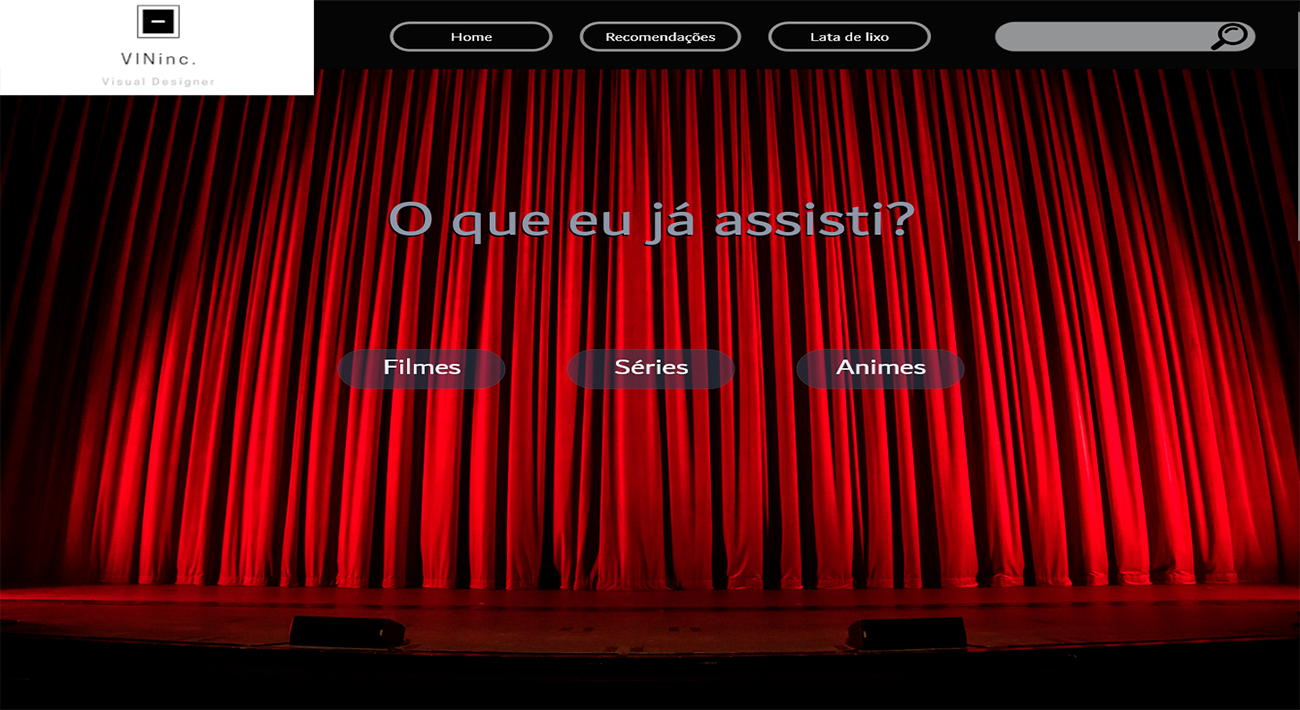 VINinc.
Visual Designer
Home
Recomendações
Lata de lixo
O que eu já assisti?
Filmes
Séries
Animes